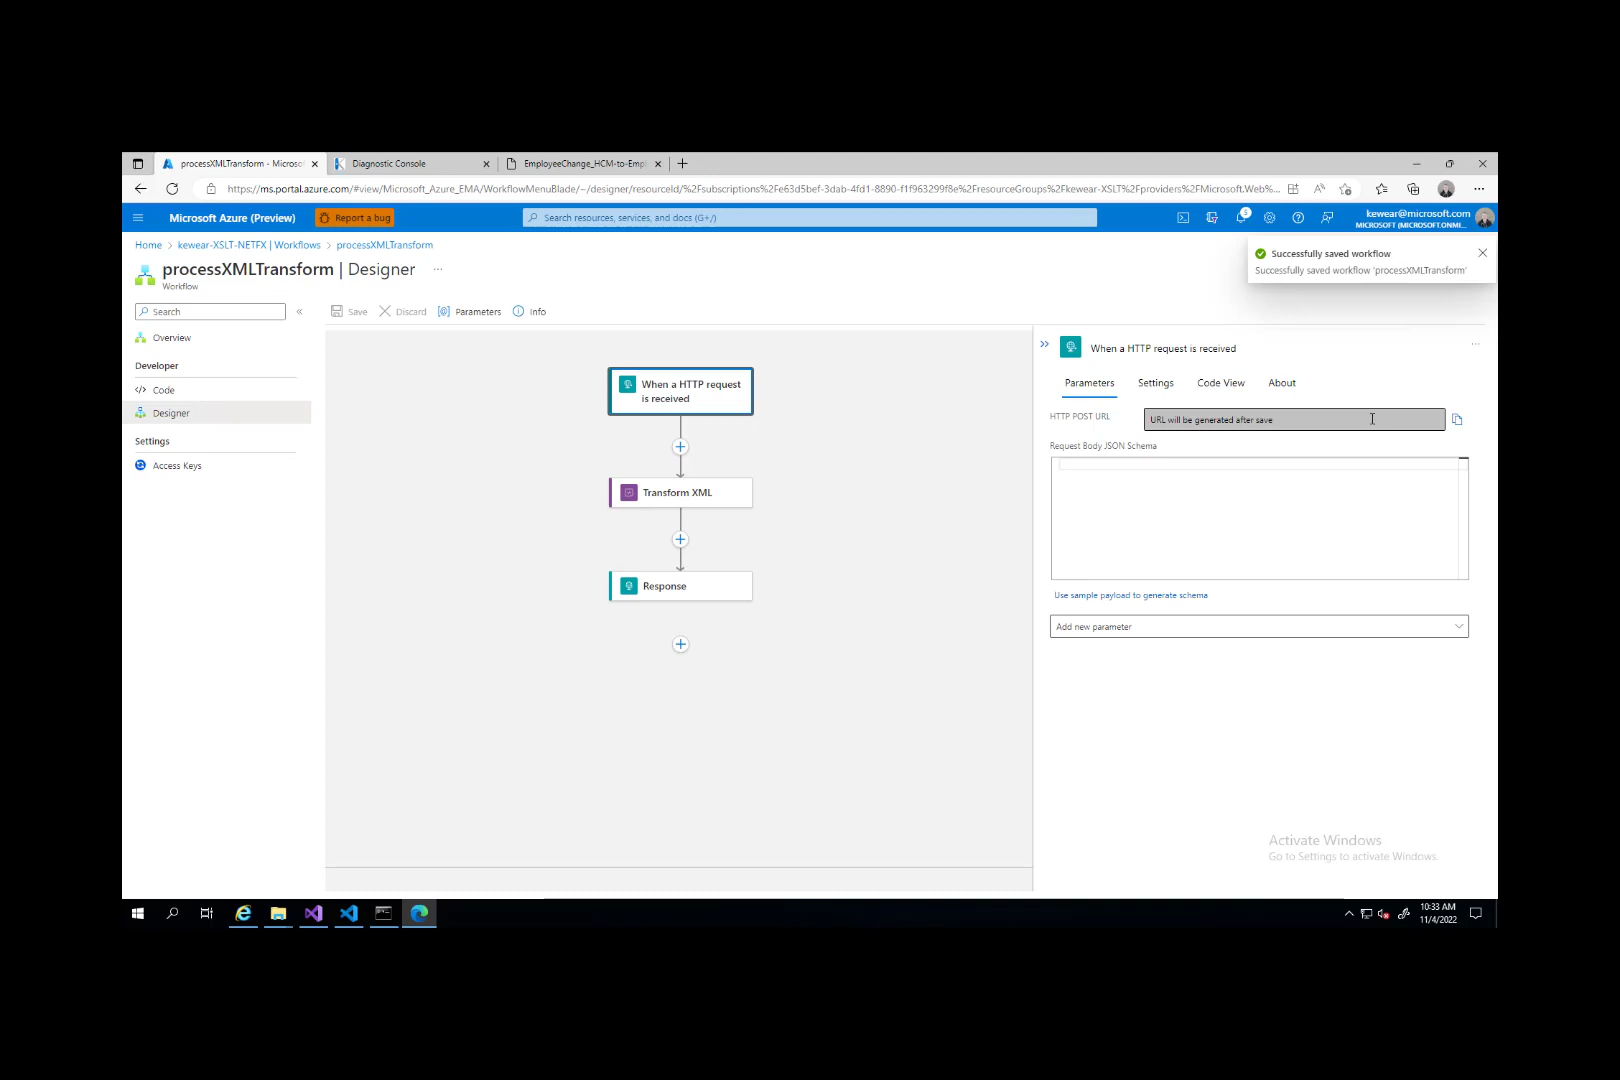 processXMLTransform - Microsof
Diagnostic Console
EmployeeChange_HCM-to-Empl
https://ms.portal.azure.com/#view/Microsoft_Azure_EMA/WorkflowMenuBlade/~/designer/resourceId/%2Fsubscriptions%2Fe63d5bef-3dab-4fd1-8890-f1f963299f8e%2FresourceGroups%2Fkewear-XSLT%2Fproviders%2FMicrosoft.Web%...
Microsoft Azure (Preview)
Report a bug
Search resources, services, and docs (G+/)
5
kewear@microsoft.com
MICROSOFT (MICROSOFT.ONMI...
Home > kewear-XSLT-NETFX | Workflows > processXMLTransform
processXMLTransform | Designer ...
Workflow
Successfully saved workflow
Successfully saved workflow 'processXMLTransform'
Search
«
Save
Discard
Parameters
Info
Overview
Developer
Code
Designer
Settings
Access Keys
When a HTTP request
is received
Transform XML
Response
When a HTTP request is received
Parameters
Settings
Code View
About
HTTP POST URL
URL will be generated after save
Request Body JSON Schema
Use sample payload to generate schema
Add new parameter
Activate Windows
Go to Settings to activate Windows.
10:33 AM
11/4/2022